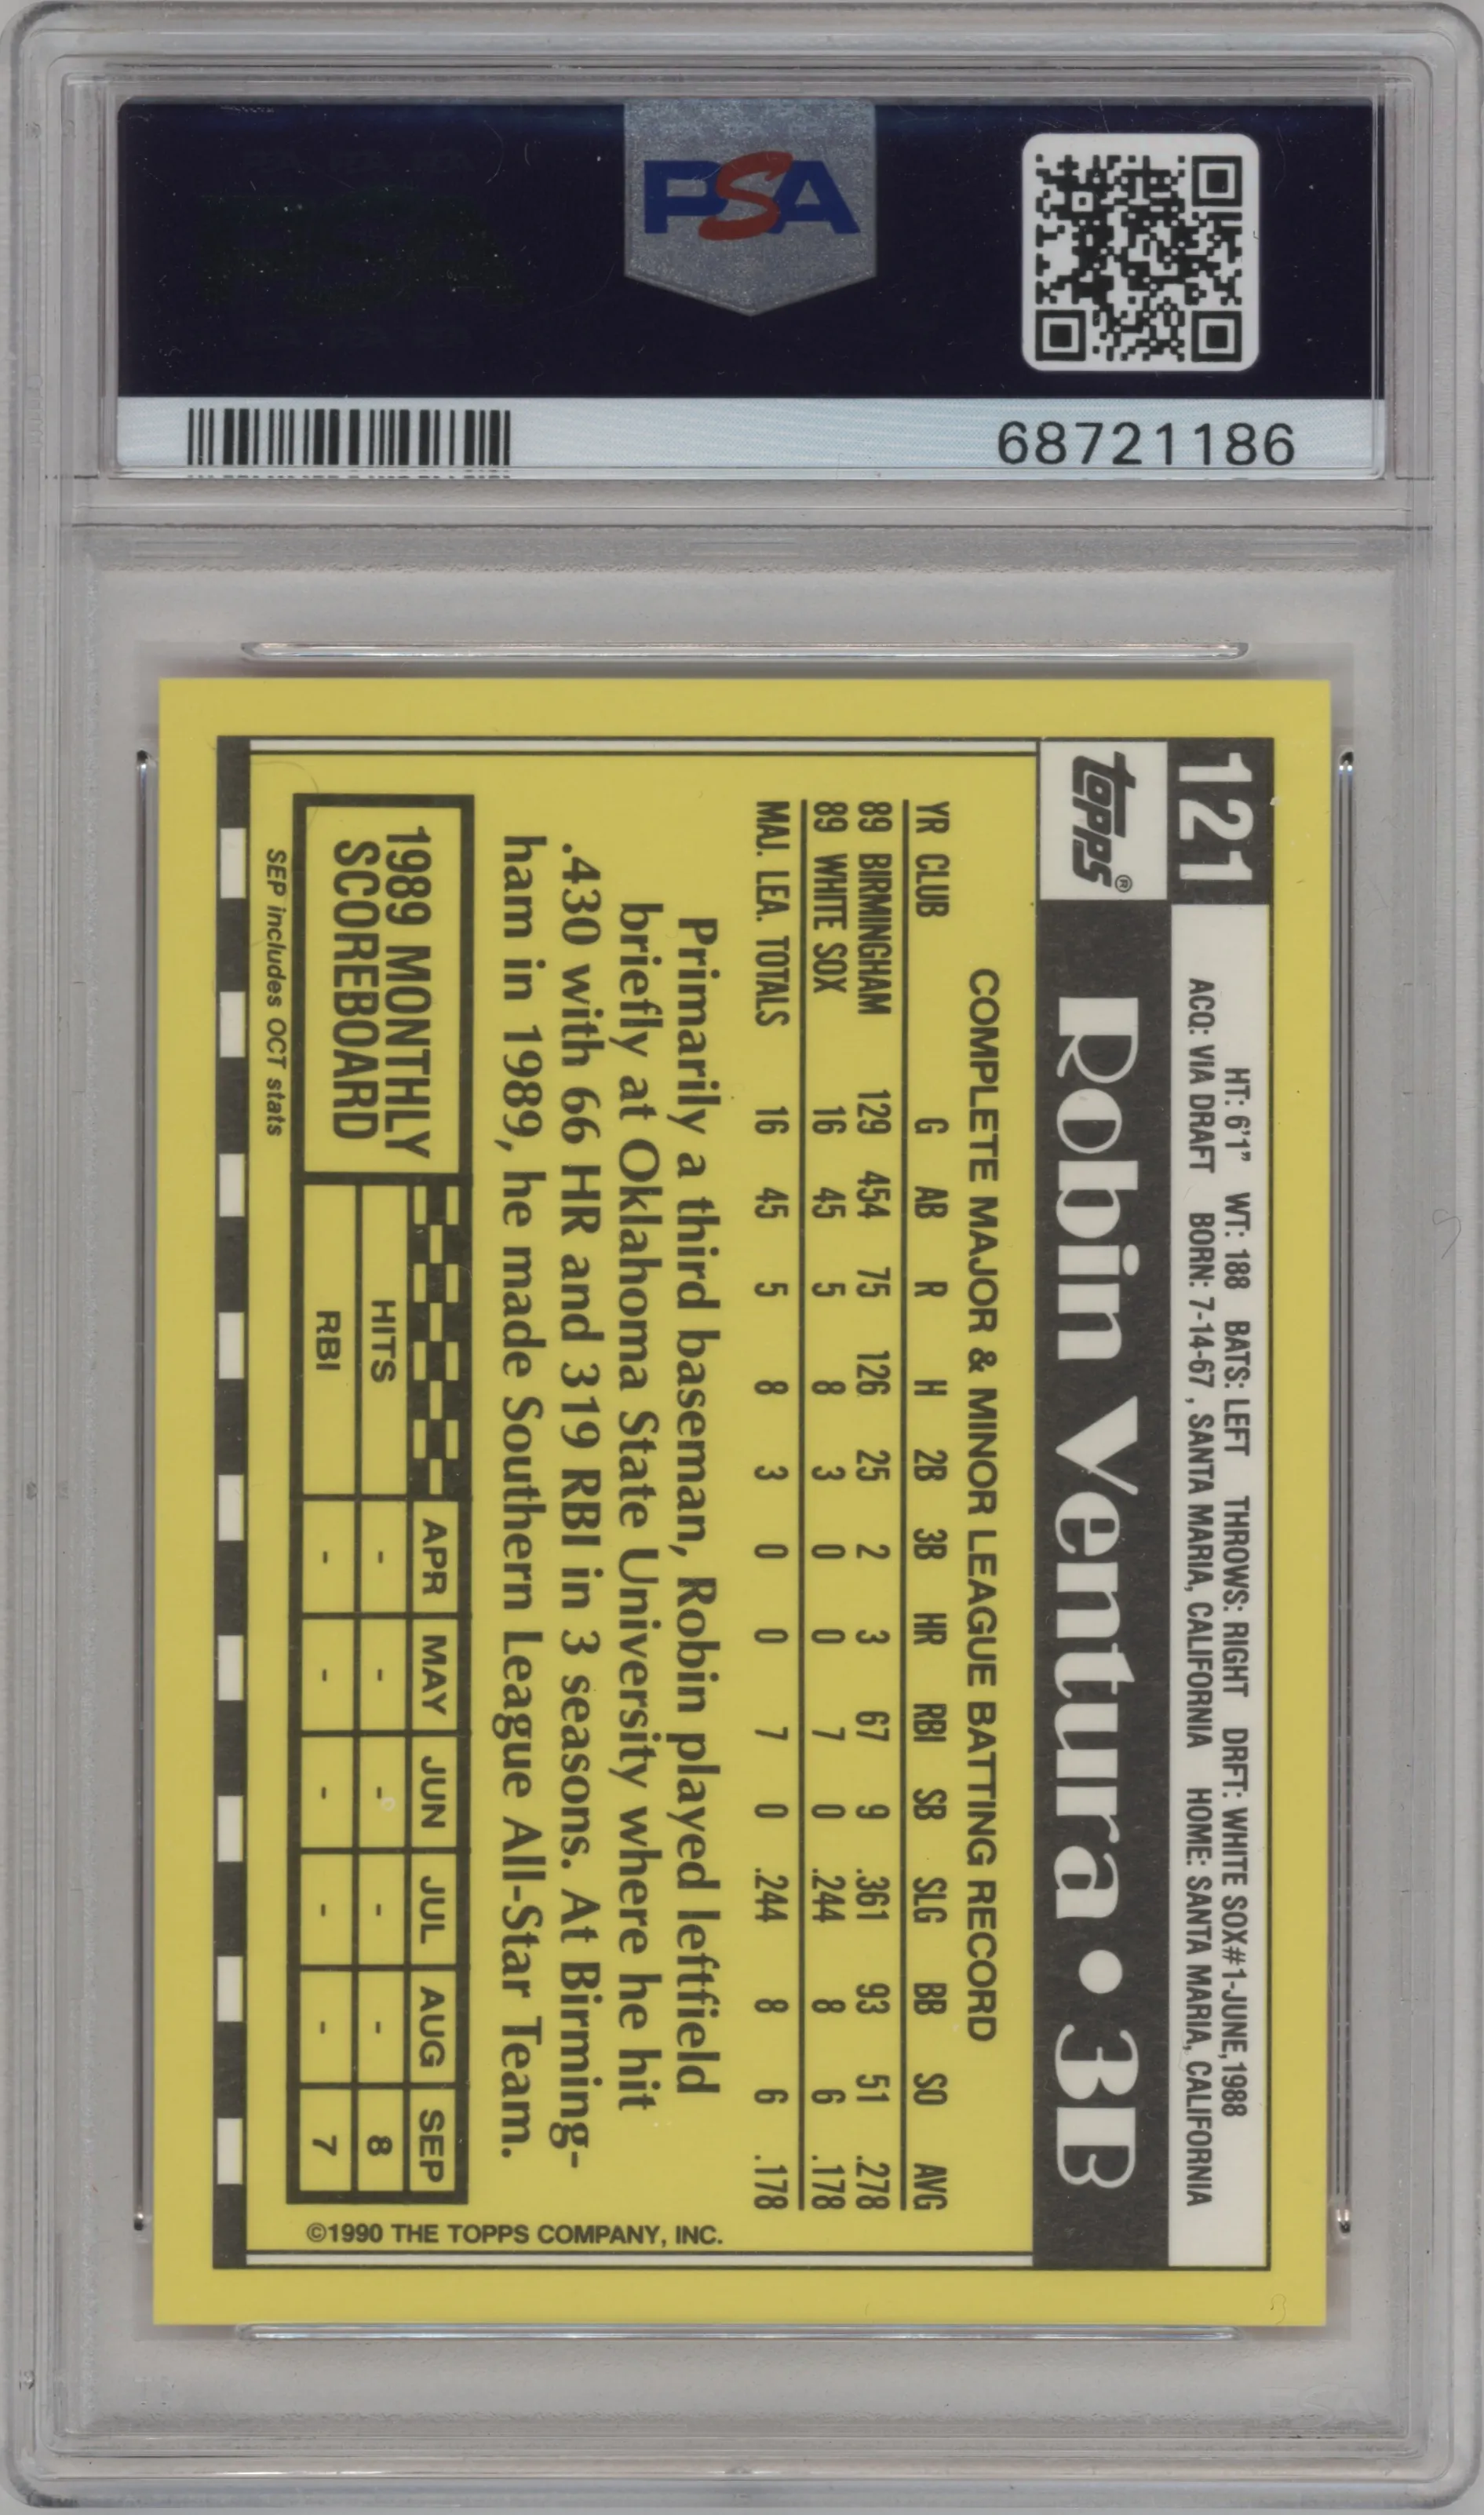 PSA
68721186
121
topps®
HT: 6'1" WT: 188 BATS: LEFT THROWS: RIGHT DRFT: WHITE SOX#1-JUNE,1988
ACQ: VIA DRAFT BORN: 7-14-67 , SANTA MARIA, CALIFORNIA HOME: SANTA MARIA, CALIFORNIA
Robin Ventura • 3B
COMPLETE MAJOR & MINOR LEAGUE BATTING RECORD
YR CLUB G AB R H 2B 3B HR RBI SB SLG BB SO AVG
89 BIRMINGHAM 129 454 75 126 25 2 3 67 9 .361 93 51 .278
89 WHITE SOX 16 45 5 8 3 0 0 7 0 .244 8 6 .178
MAJ. LEA. TOTALS 16 45 5 8 3 0 0 7 0 .244 8 6 .178
Primarily a third baseman, Robin played leftfield
briefly at Oklahoma State University where he hit
.430 with 66 HR and 319 RBI in 3 seasons. At Birming-
ham in 1989, he made Southern League All-Star Team.
1989 MONTHLY
SCOREBOARD
APR MAY JUN JUL AUG SEP
HITS - - - - - 8
RBI - - - - - 7
SEP includes OCT stats
©1990 THE TOPPS COMPANY, INC.